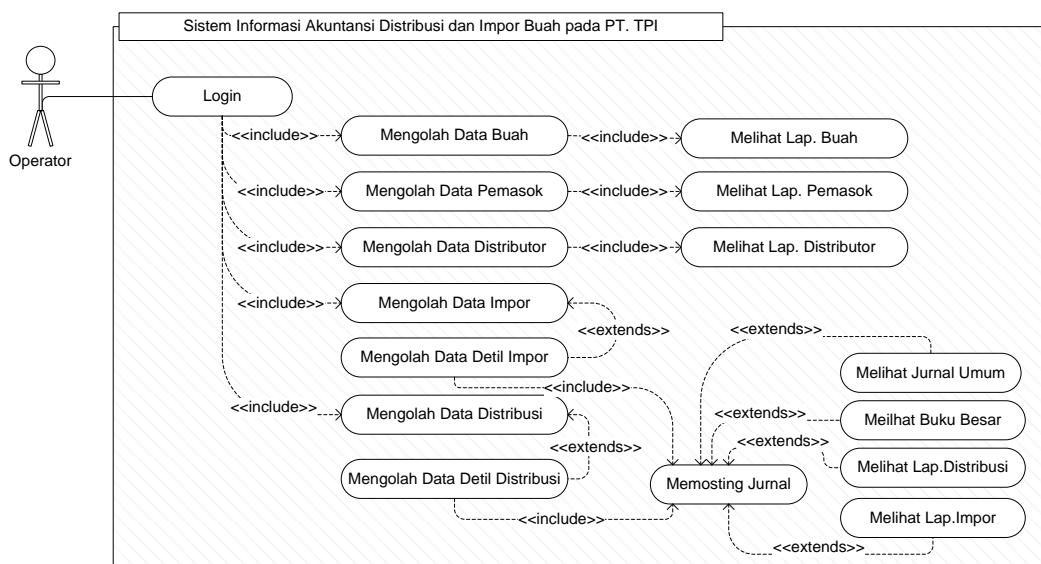 Sistem Informasi Akuntansi Distribusi dan Impor Buah pada PT. TPI
Operator
Login
<<include>>
Mengolah Data Buah
<<include>>
Melihat Lap. Buah
<<include>>
Mengolah Data Pemasok
<<include>>
Melihat Lap. Pemasok
<<include>>
Mengolah Data Distributor
<<include>>
Melihat Lap. Distributor
<<include>>
Mengolah Data Impor
<<extends>>
<<extends>>
Mengolah Data Detil Impor
Melihat Jurnal Umum
<<include>>
<<include>>
Mengolah Data Distribusi
<<extends>>
Meilhat Buku Besar
<<extends>>
<<extends>>
Melihat Lap.Distribusi
Mengolah Data Detil Distribusi
Memosting Jurnal
<<include>>
Melihat Lap.Impor
<<extends>>